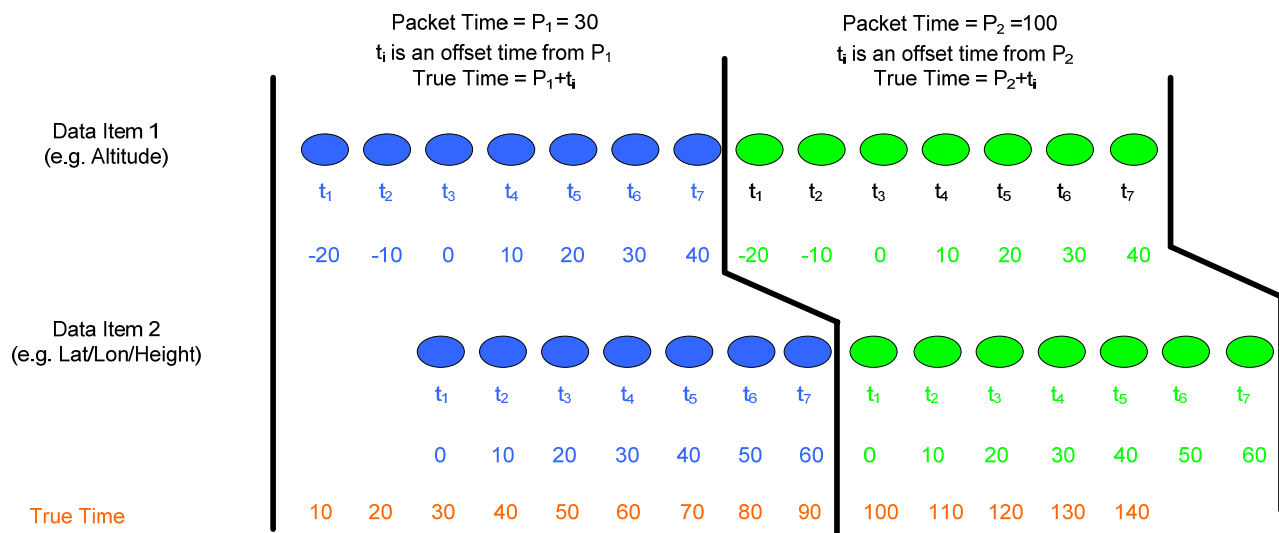 Packet Time = P₁ = 30
tᵢ is an offset time from P₁
True Time = P₁+tᵢ
Packet Time = P₂ =100
tᵢ is an offset time from P₂
True Time = P₂+tᵢ
Data Item 1
(e.g. Altitude)
t₁ t₂ t₃ t₄ t₅ t₆ t₇ t₁ t₂ t₃ t₄ t₅ t₆ t₇
-20 -10 0 10 20 30 40 -20 -10 0 10 20 30 40
Data Item 2
(e.g. Lat/Lon/Height)
t₁ t₂ t₃ t₄ t₅ t₆ t₇ t₁ t₂ t₃ t₄ t₅ t₆ t₇
0 10 20 30 40 50 60 0 10 20 30 40 50 60
True Time 10 20 30 40 50 60 70 80 90 100 110 120 130 140